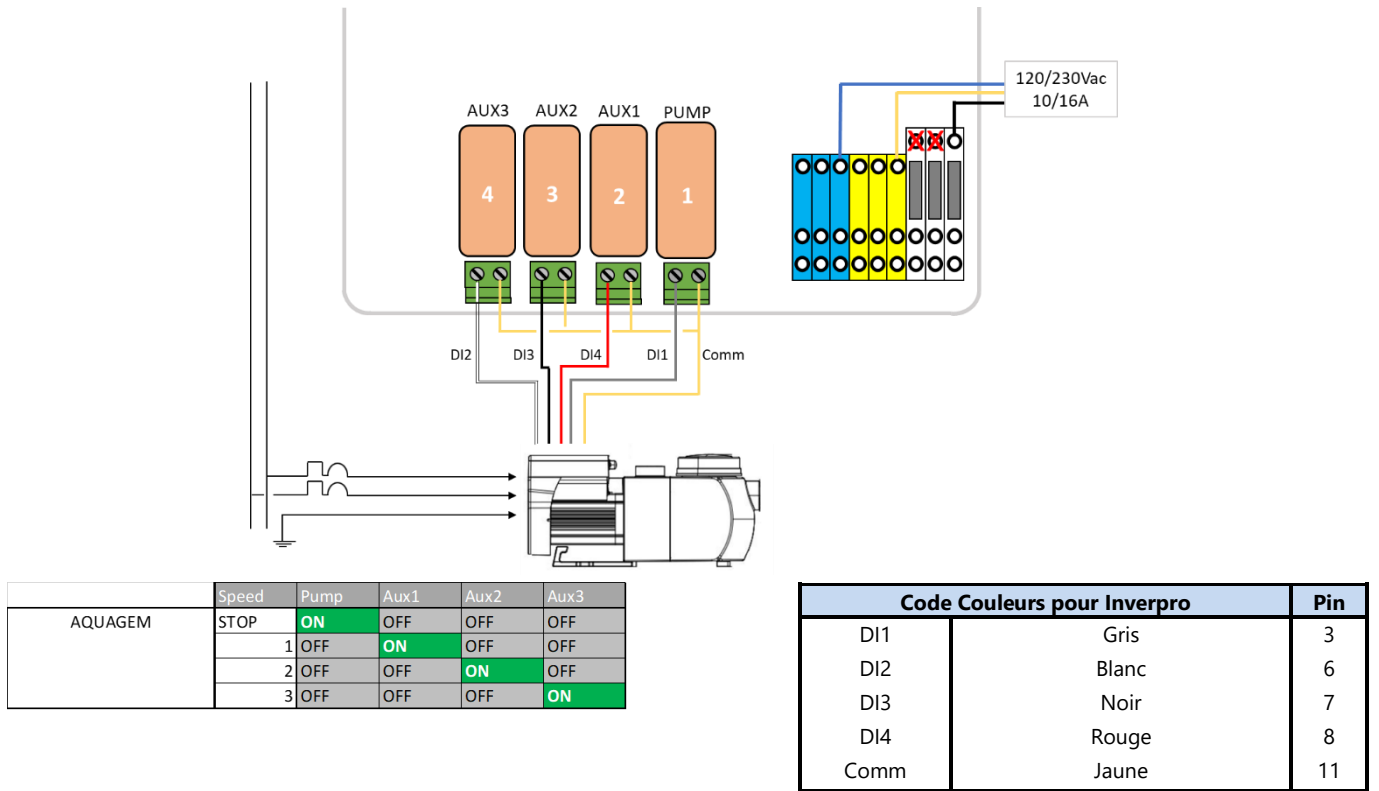 120/230Vac
10/16A
AUX3 AUX2 AUX1 PUMP
4 3 2 1
DI2 DI3 DI4 DI1 Comm
Speed Pump Aux1 Aux2 Aux3
AQUAGEM STOP ON OFF OFF OFF
1 OFF ON OFF OFF
2 OFF OFF ON OFF
3 OFF OFF OFF ON
Code Couleurs pour Inverpro Pin
DI1 Gris 3
DI2 Blanc 6
DI3 Noir 7
DI4 Rouge 8
Comm Jaune 11